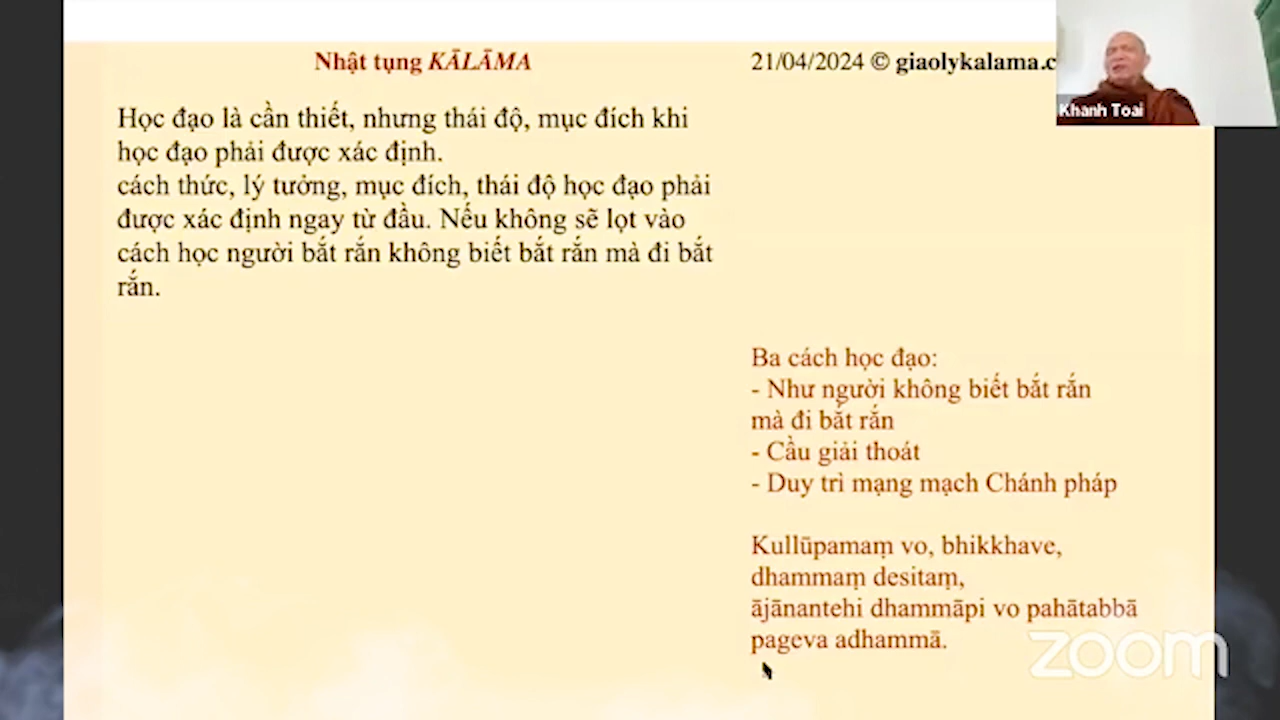 Nhật tụng KĀLĀMA
21/04/2024 © giaolykalama.c
Khanh Toai
Học đạo là cần thiết, nhưng thái độ, mục đích khi
học đạo phải được xác định.
cách thức, lý tưởng, mục đích, thái độ học đạo phải
được xác định ngay từ đầu. Nếu không sẽ lọt vào
cách học người bắt rắn không biết bắt rắn mà đi bắt
rắn.
Ba cách học đạo:
- Như người không biết bắt rắn
mà đi bắt rắn
- Cầu giải thoát
- Duy trì mạng mạch Chánh pháp
Kullūpamaṃ vo, bhikkhave,
dhammaṃ desitaṃ,
ājānantehi dhammāpi vo pahātabbā
pageva adhammā.
zoom